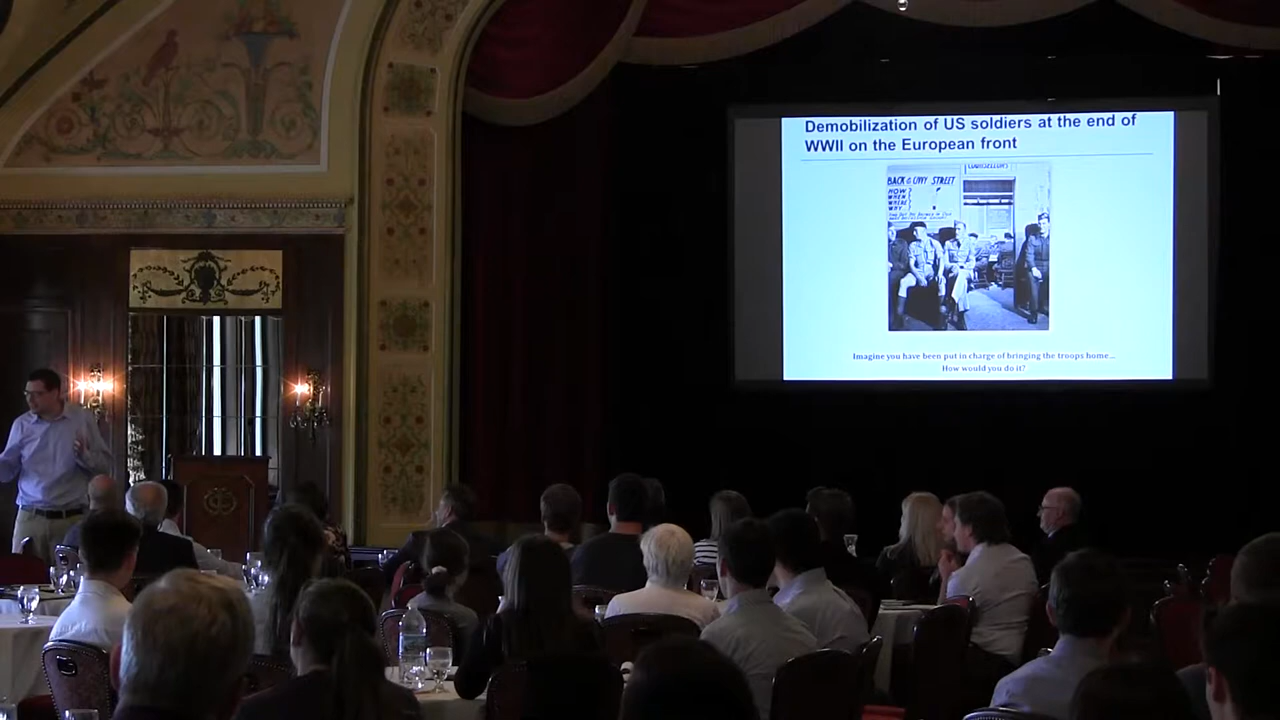 Demobilization of US soldiers at the end of
WWII on the European front
COUNSELLORS
BACK to CIVVY STREET
HOW?
WHEN?
WHERE?
WHY?
Imagine you have been put in charge of bringing the troops home...
How would you do it?